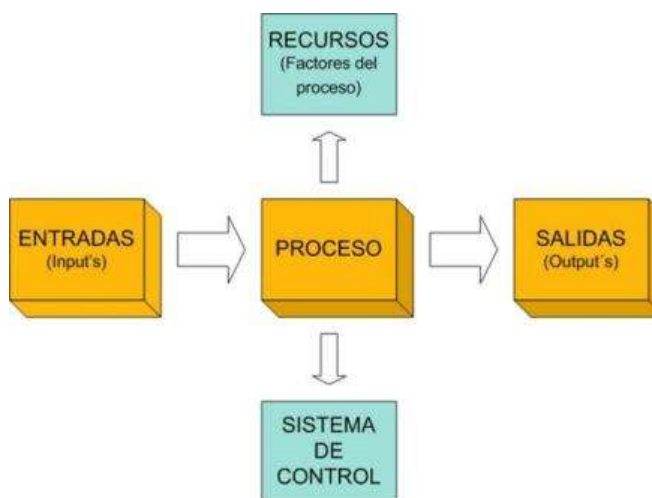 RECURSOS
(Factores del
proceso)
ENTRADAS
(Input´s)
PROCESO
SALIDAS
(Output´s)
SISTEMA
DE
CONTROL